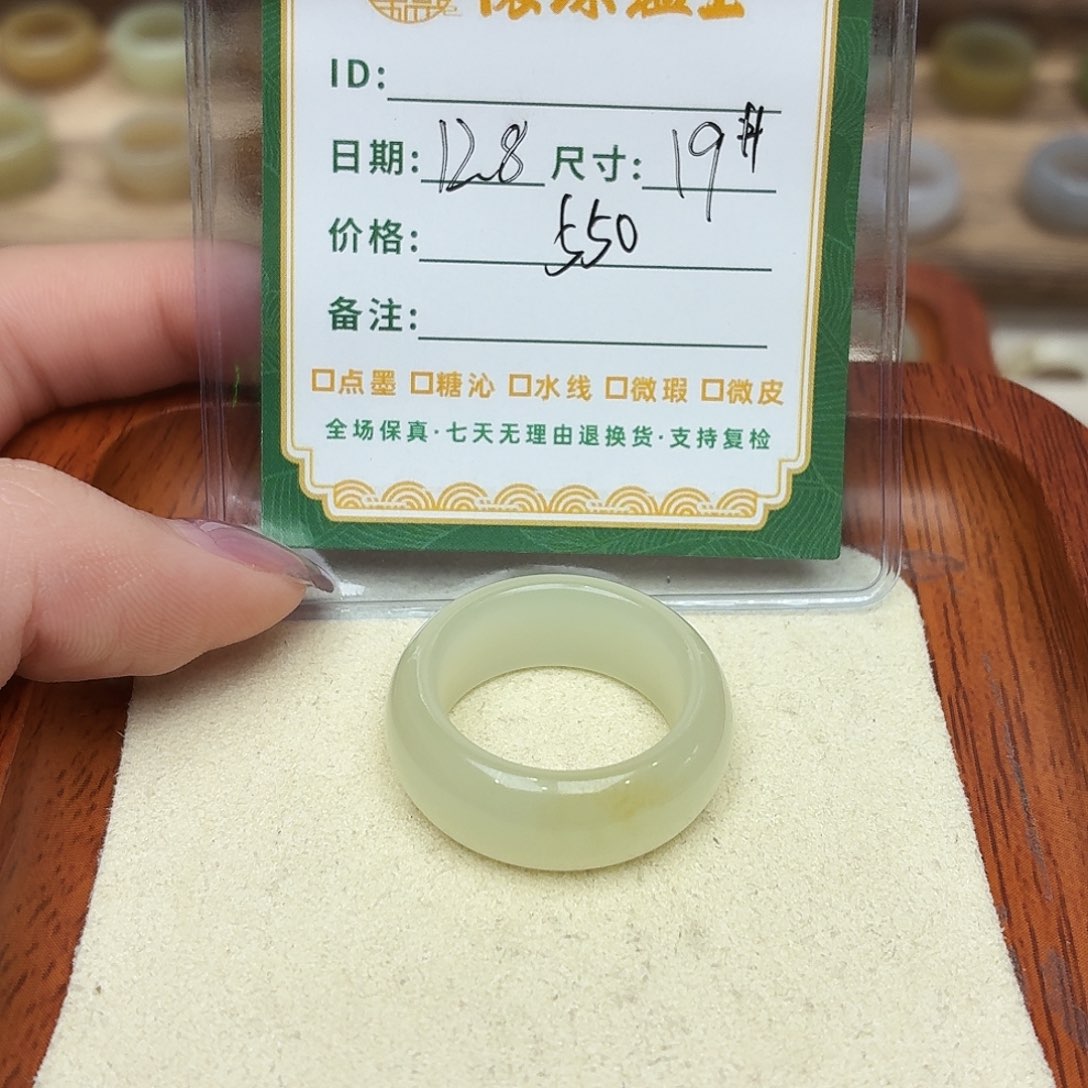 ID:
日期: 12.8 尺寸: 19#
价格: 550
备注:
□点墨 □糖沁 □水线 □微瑕 □微皮
全场保真·七天无理由退换货·支持复检